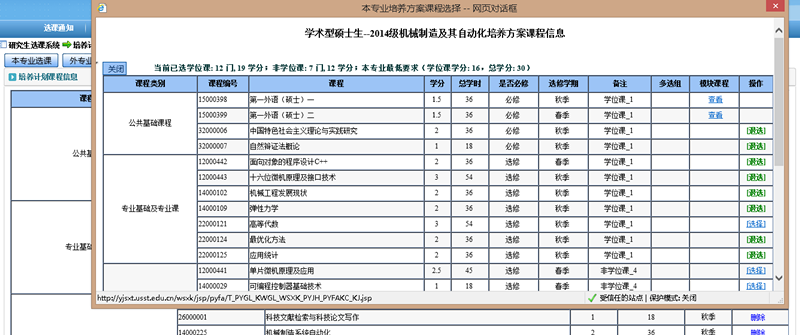 本专业培养方案课程选择 -- 网页对话框
学术型硕士生--2014级机械制造及其自动化培养方案课程信息
关闭 当前已选学位课: 12 门, 19 学分; 非学位课: 7 门, 12 学分; 本专业最低要求 (学位课学分: 16, 总学分: 30)
课程类别 课程编号 课程 学分 总学时 是否必修 选修学期 备注 多选组 模块课程 操作
公共基础课程
15000398 第一外语（硕士）一 1.5 36 必修 秋季 学位课_1 查看
15000399 第一外语（硕士）二 1.5 36 必修 春季 学位课_1 查看
32000006 中国特色社会主义理论与实践研究 2 36 必修 秋季 学位课_1 [退选]
32000007 自然辩证法概论 1 18 必修 秋季 学位课_1 [退选]
专业基础及专业课
12000442 面向对象的程序设计C++ 2 36 选修 春季 学位课_1 [退选]
12000443 十六位微机原理及接口技术 3 54 选修 秋季 学位课_1 [退选]
14000102 机械工程发展现状 2 36 选修 秋季 学位课_1 [退选]
14000109 弹性力学 2 36 选修 秋季 学位课_1 [退选]
22000121 高等代数 3 54 选修 秋季 学位课_1 [选择]
22000124 最优化方法 2 36 选修 秋季 学位课_1 [退选]
22000125 应用统计 2 36 选修 秋季 学位课_1 [退选]
12000441 单片微机原理及应用 2.5 45 选修 春季 非学位课_4 [选择]
14000029 可编程控制器基础技术 1 18 选修 秋季 非学位课_4 [选择]
http://yjsxt.usst.edu.cn/wsxk/jsp/pyfa/T_PYGL_KWGL_WSXK_PYJH_PYFAKC_KJ.jsp
受信任的站点 | 保护模式: 关闭
选课通知
研究生选课系统 培养计
本专业选课 外专业
培养计划课程信息
课程
公共基
专业基础
26000001 科技文献检索与科技论文写作 1 18 秋季 删除
14000225 机械制造系统自动化 2 36 秋季 删除